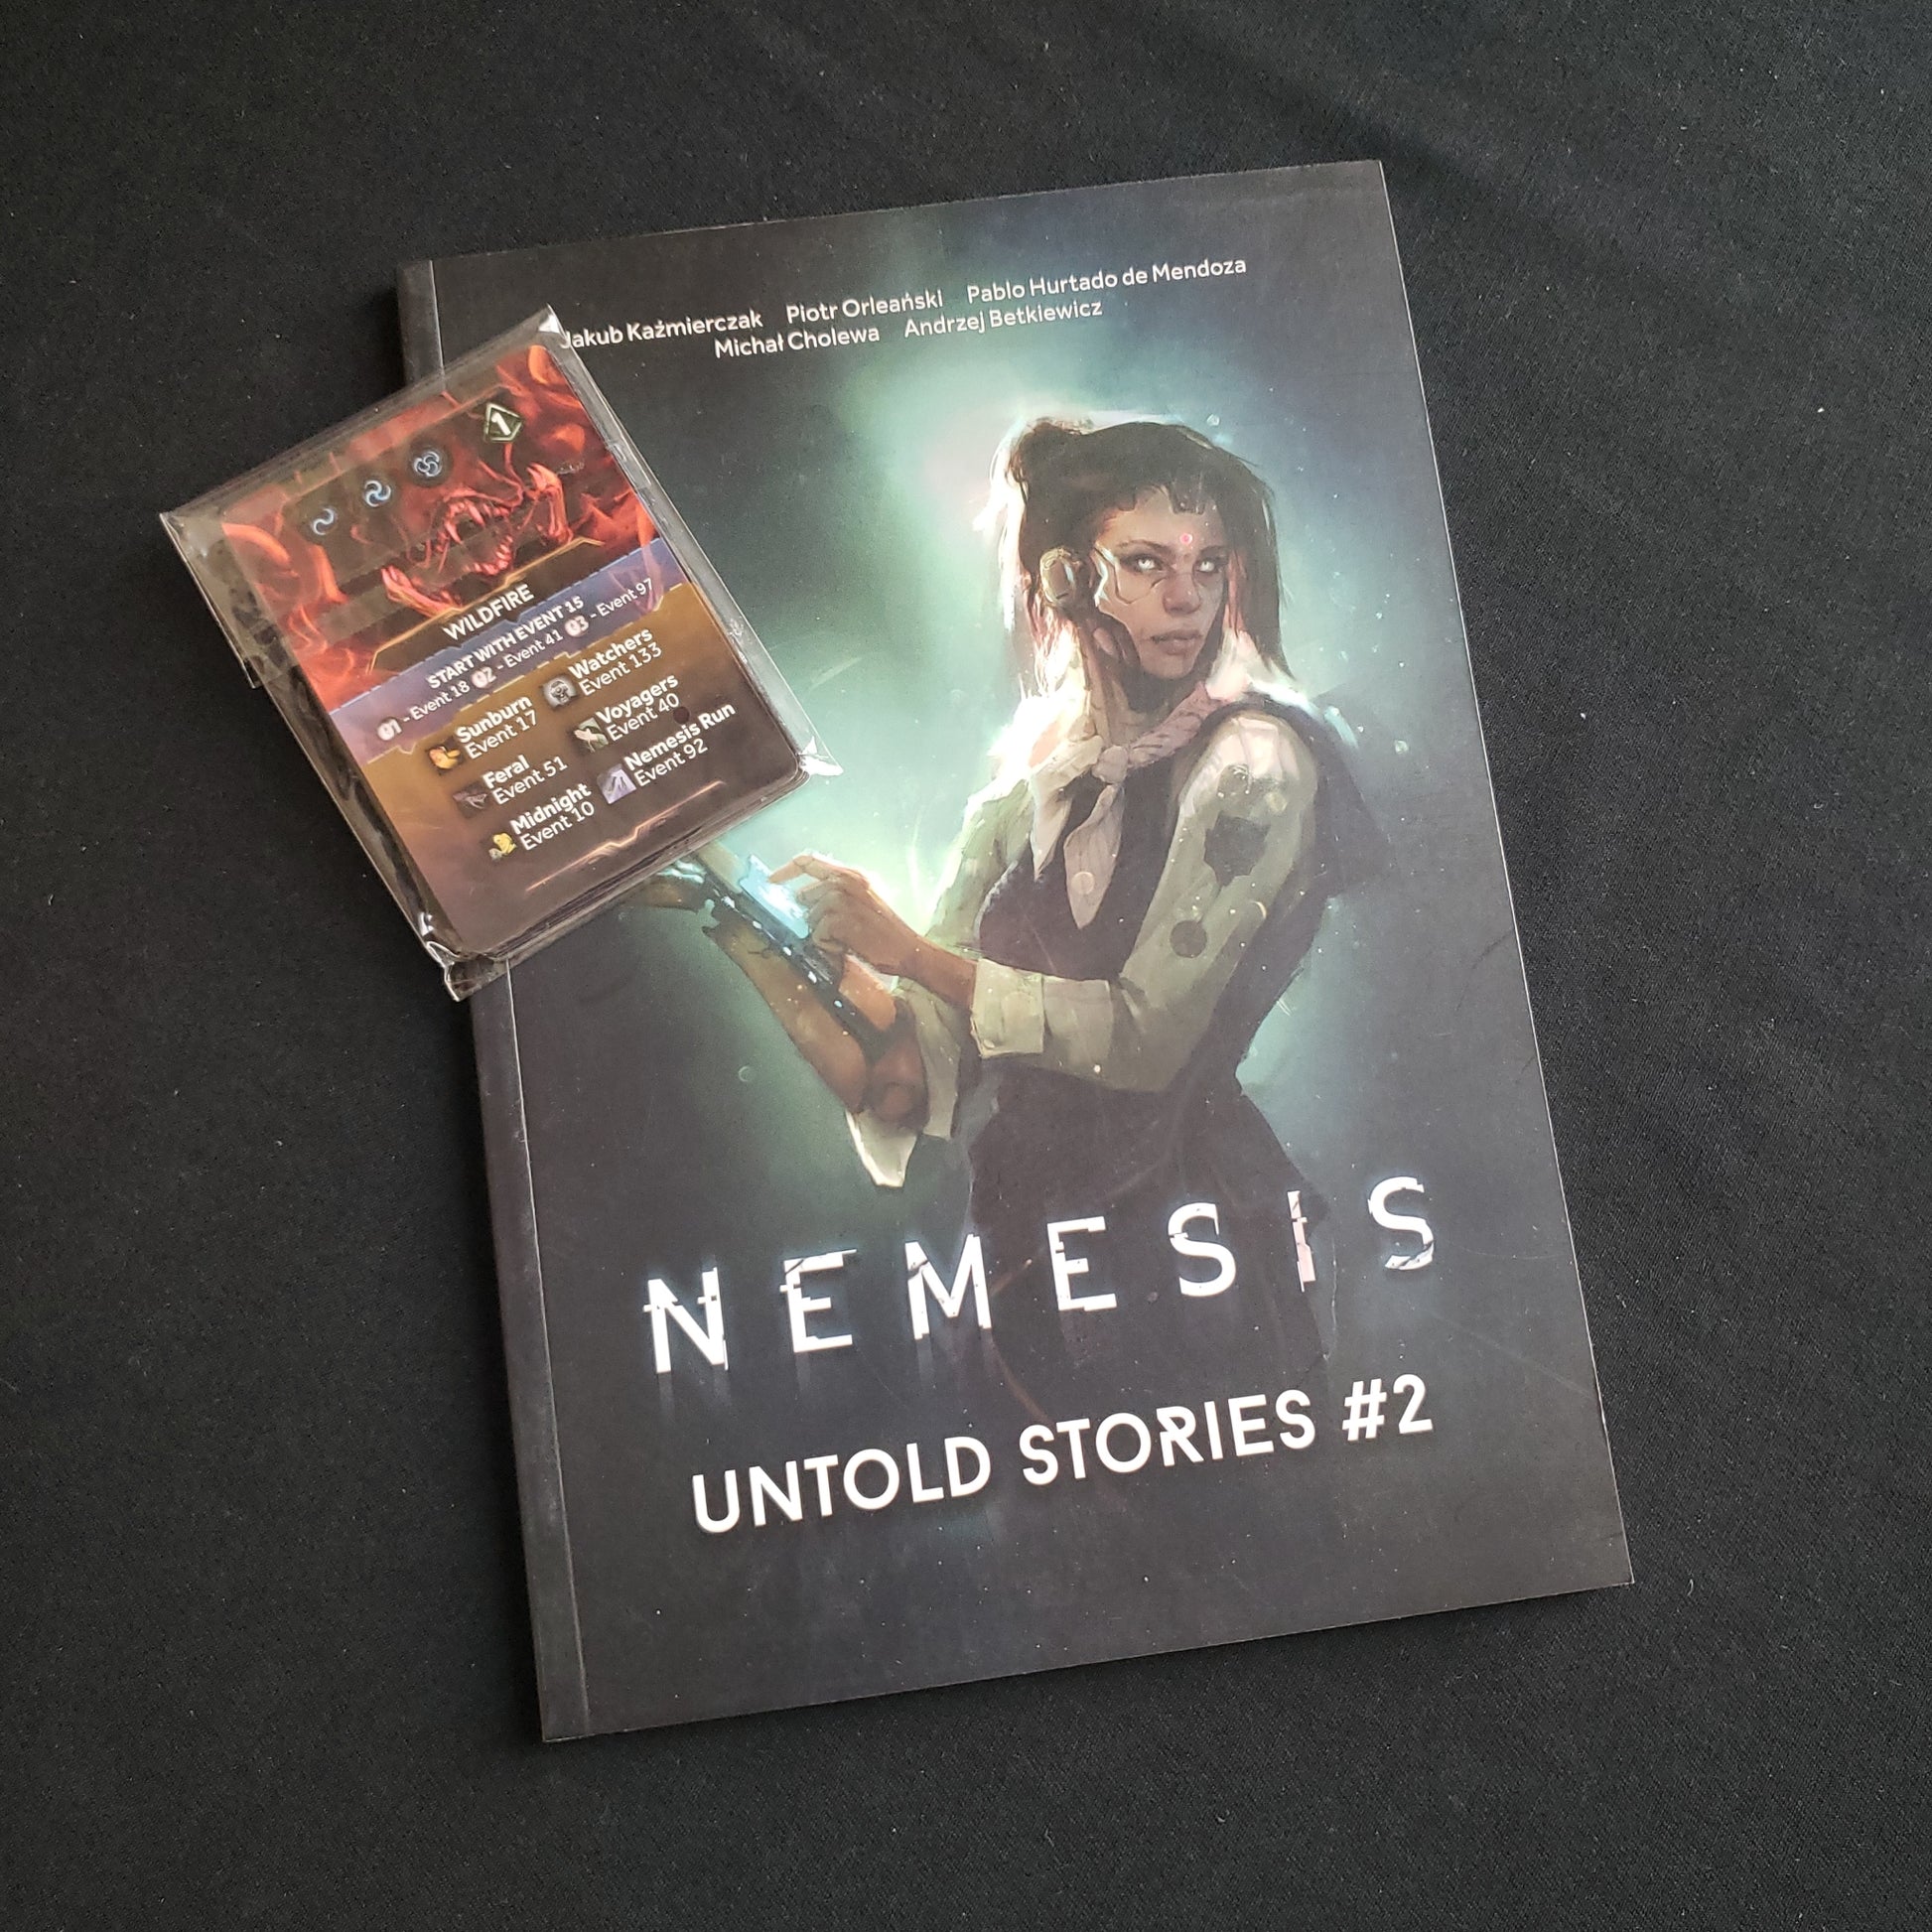 Jakub Kaźmierczak Piotr Orleański Pablo Hurtado de Mendoza
Michał Cholewa Andrzej Betkiewicz
1
WILDFIRE
START WITH EVENT 15
01 - Event 18 02 - Event 41 03 - Event 97
Sunburn
Event 17
Watchers
Event 133
Feral
Event 51
Voyagers
Event 40
Midnight
Event 10
Nemesis Run
Event 92
NEMESIS
UNTOLD STORIES #2